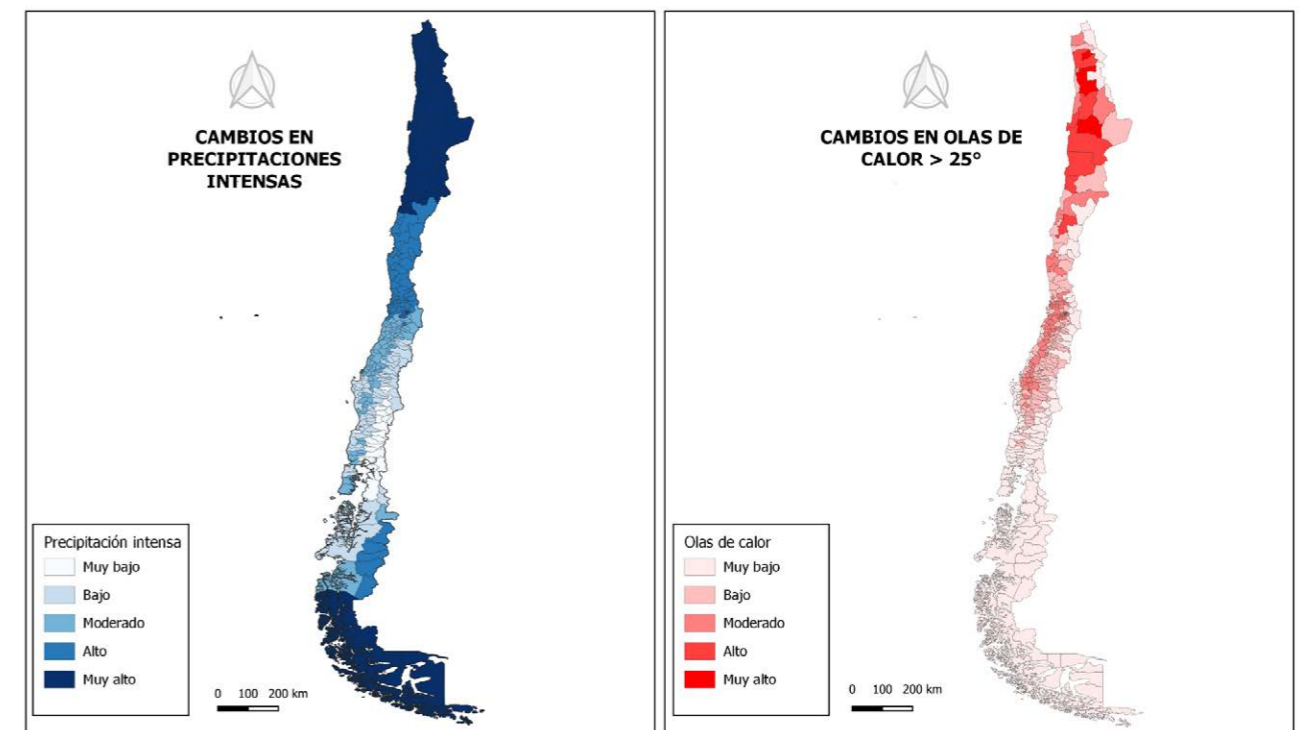 CAMBIOS EN
PRECIPITACIONES
INTENSAS
Precipitación intensa
Muy bajo
Bajo
Moderado
Alto
Muy alto
0 100 200 km
CAMBIOS EN OLAS DE
CALOR > 25°
Olas de calor
Muy bajo
Bajo
Moderado
Alto
Muy alto
0 100 200 km